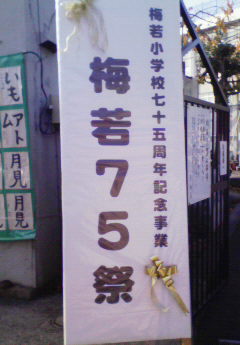 梅若小学校七十五周年記念事業
梅若75祭
いも
アト
ム
月見
月見